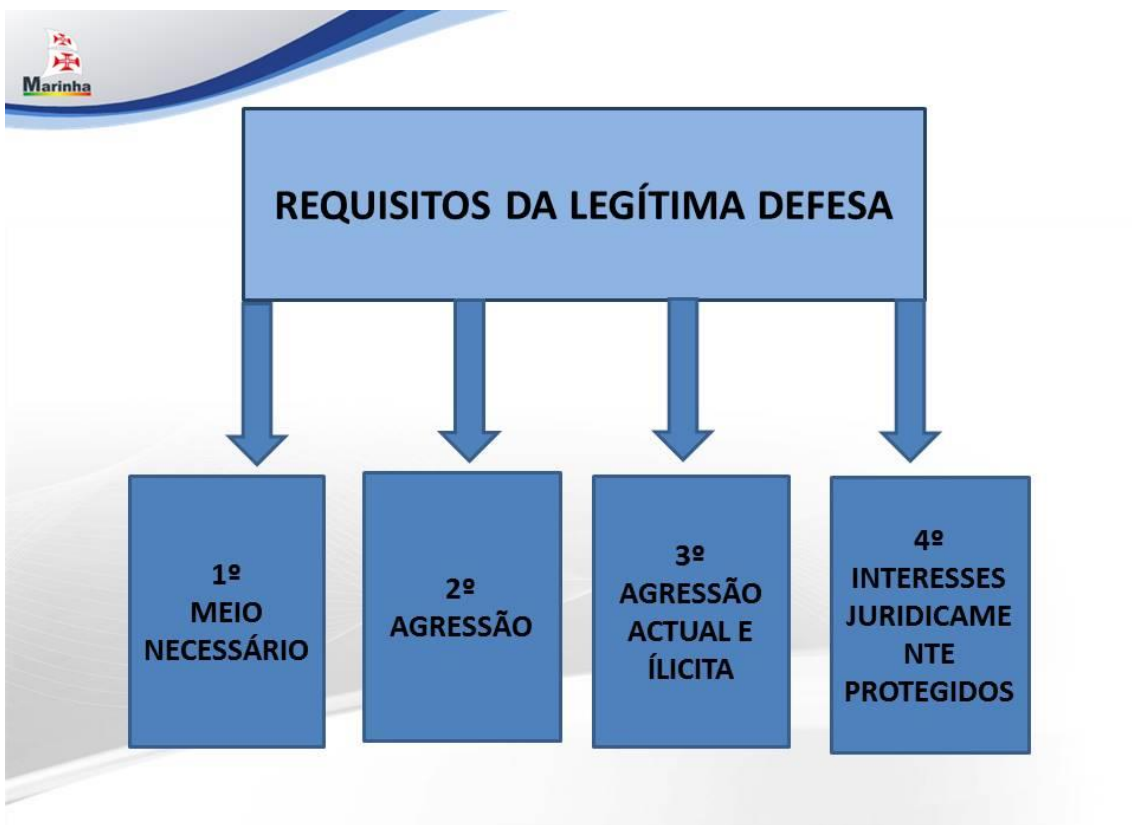 Marinha
REQUISITOS DA LEGÍTIMA DEFESA
1º
MEIO
NECESSÁRIO
2º
AGRESSÃO
3º
AGRESSÃO
ACTUAL E
ÍLICITA
4º
INTERESSES
JURIDICAME
NTE
PROTEGIDOS